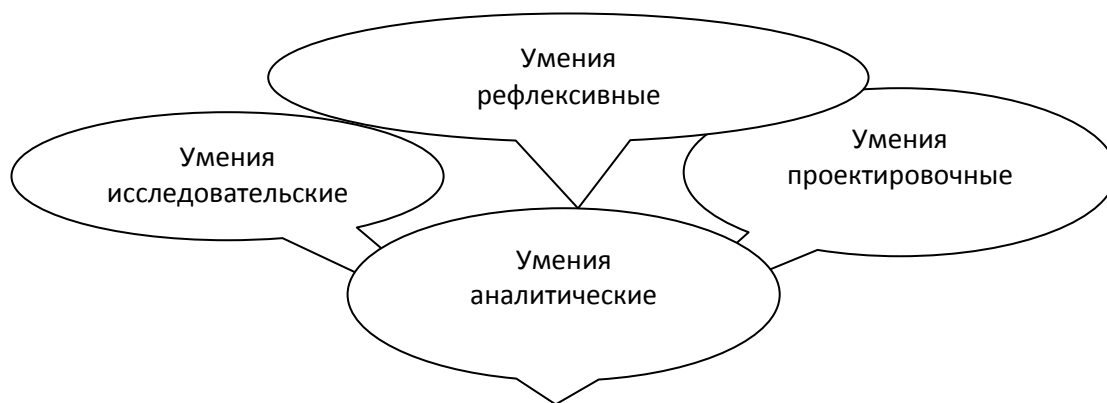 Умения
рефлексивные
Умения
исследовательские
Умения
проектировочные
Умения
аналитические